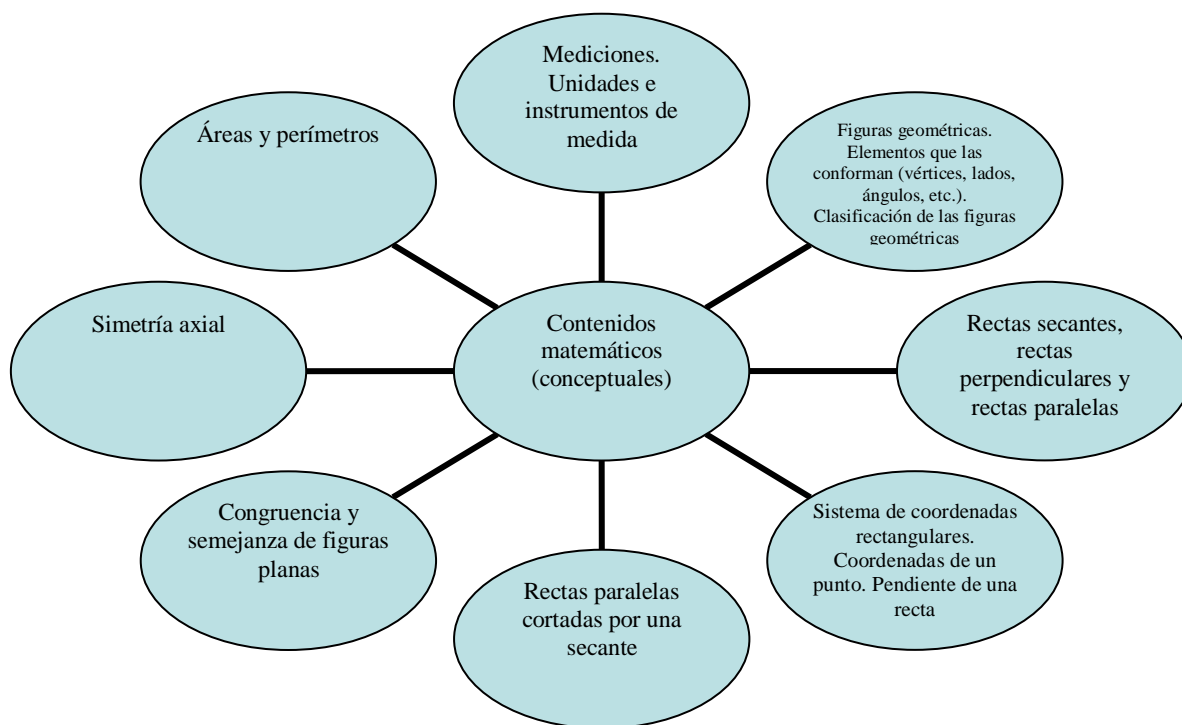 Mediciones.
Unidades e
instrumentos de
medida
Áreas y perímetros
Figuras geométricas.
Elementos que las
conforman (vértices, lados,
ángulos, etc.).
Clasificación de las figuras
geométricas
Simetría axial
Contenidos
matemáticos
(conceptuales)
Rectas secantes,
rectas
perpendiculares y
rectas paralelas
Congruencia y
semejanza de figuras
planas
Rectas paralelas
cortadas por una
secante
Sistema de coordenadas
rectangulares.
Coordenadas de un
punto. Pendiente de una
recta